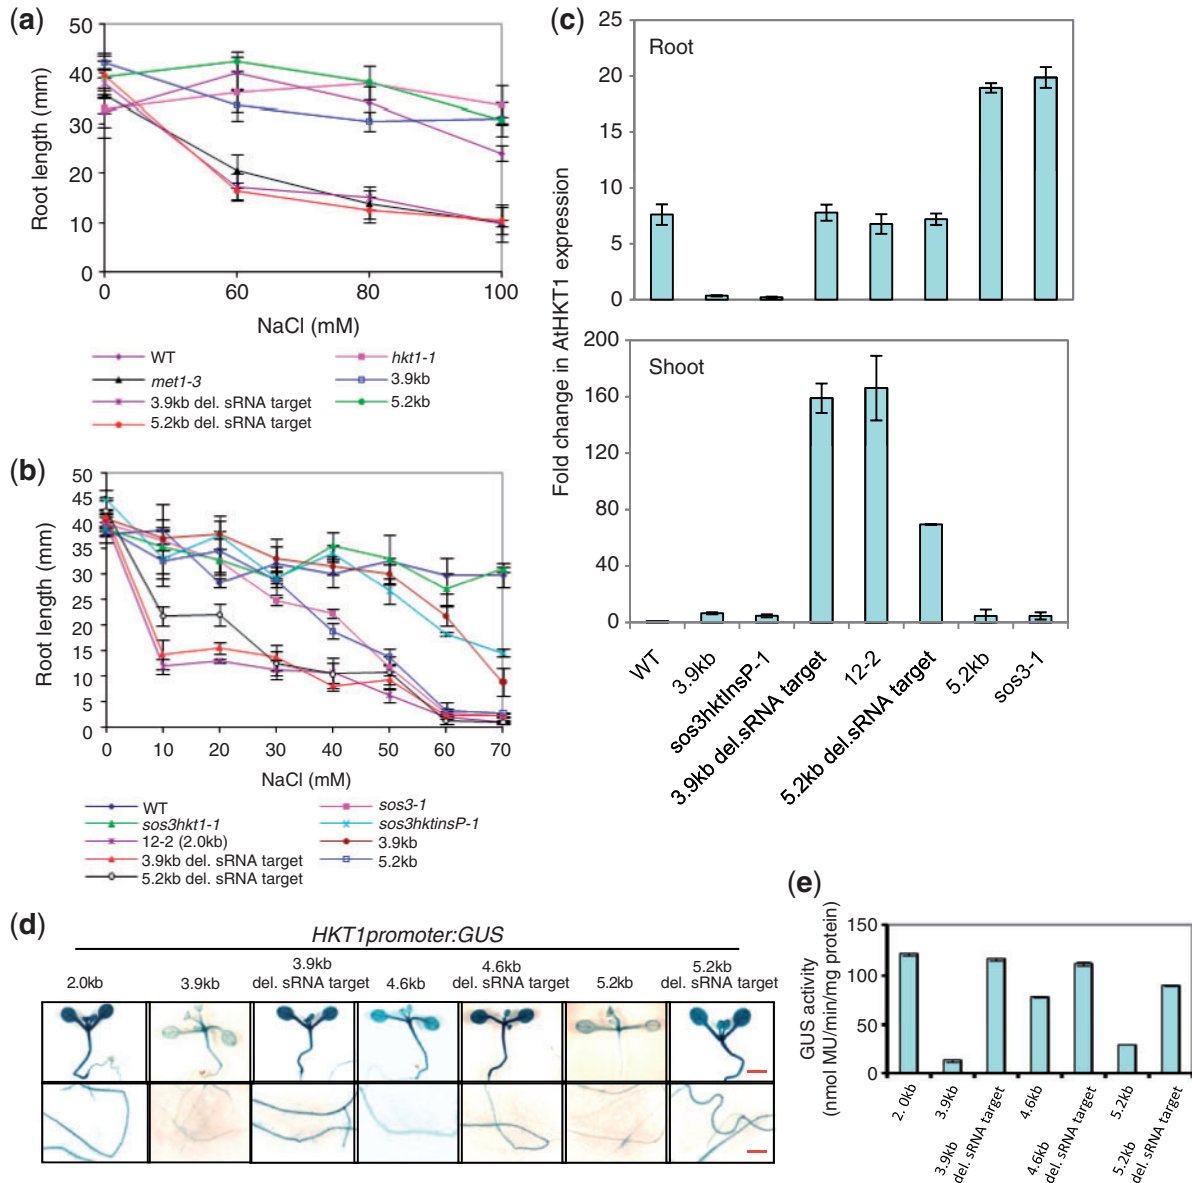 (a)
50
40
30
20
10
0
Root length (mm)
0 60 80 100
NaCl (mM)
WT
hkt1-1
met1-3
3.9kb
3.9kb del. sRNA target
5.2kb
5.2kb del. sRNA target
(b)
50
45
40
35
30
25
20
15
10
5
0
Root length (mm)
0 10 20 30 40 50 60 70
NaCl (mM)
WT
sos3-1
sos3hkt1-1
sos3hktinsP-1
12-2 (2.0kb)
3.9kb
3.9kb del. sRNA target
5.2kb
5.2kb del. sRNA target
(c)
25
20
15
10
5
0
Root
Fold change in AtHKT1 expression
200
160
120
80
40
0
Shoot
WT
3.9kb
sos3hktInsP-1
3.9kb del.sRNA target
12-2
5.2kb del.sRNA target
5.2kb
sos3-1
(d)
HKT1promoter:GUS
2.0kb
3.9kb
3.9kb
del. sRNA target
4.6kb
4.6kb
del. sRNA target
5.2kb
5.2kb
del. sRNA target
(e)
150
100
50
0
GUS activity
(nmol MU/min/mg protein)
2. 0kb
3.9kb
3.9kb
del. sRNA target
4.6kb
4.6kb
del. sRNA target
5.2kb
5.2kb
del. sRNA target